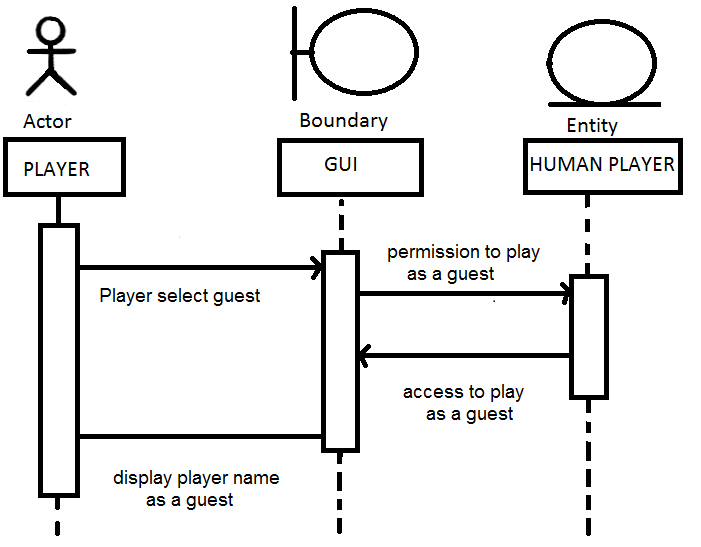 Actor
Boundary
Entity
PLAYER
GUI
HUMAN PLAYER
permission to play
as a guest
Player select guest
access to play
as a guest
display player name
as a guest